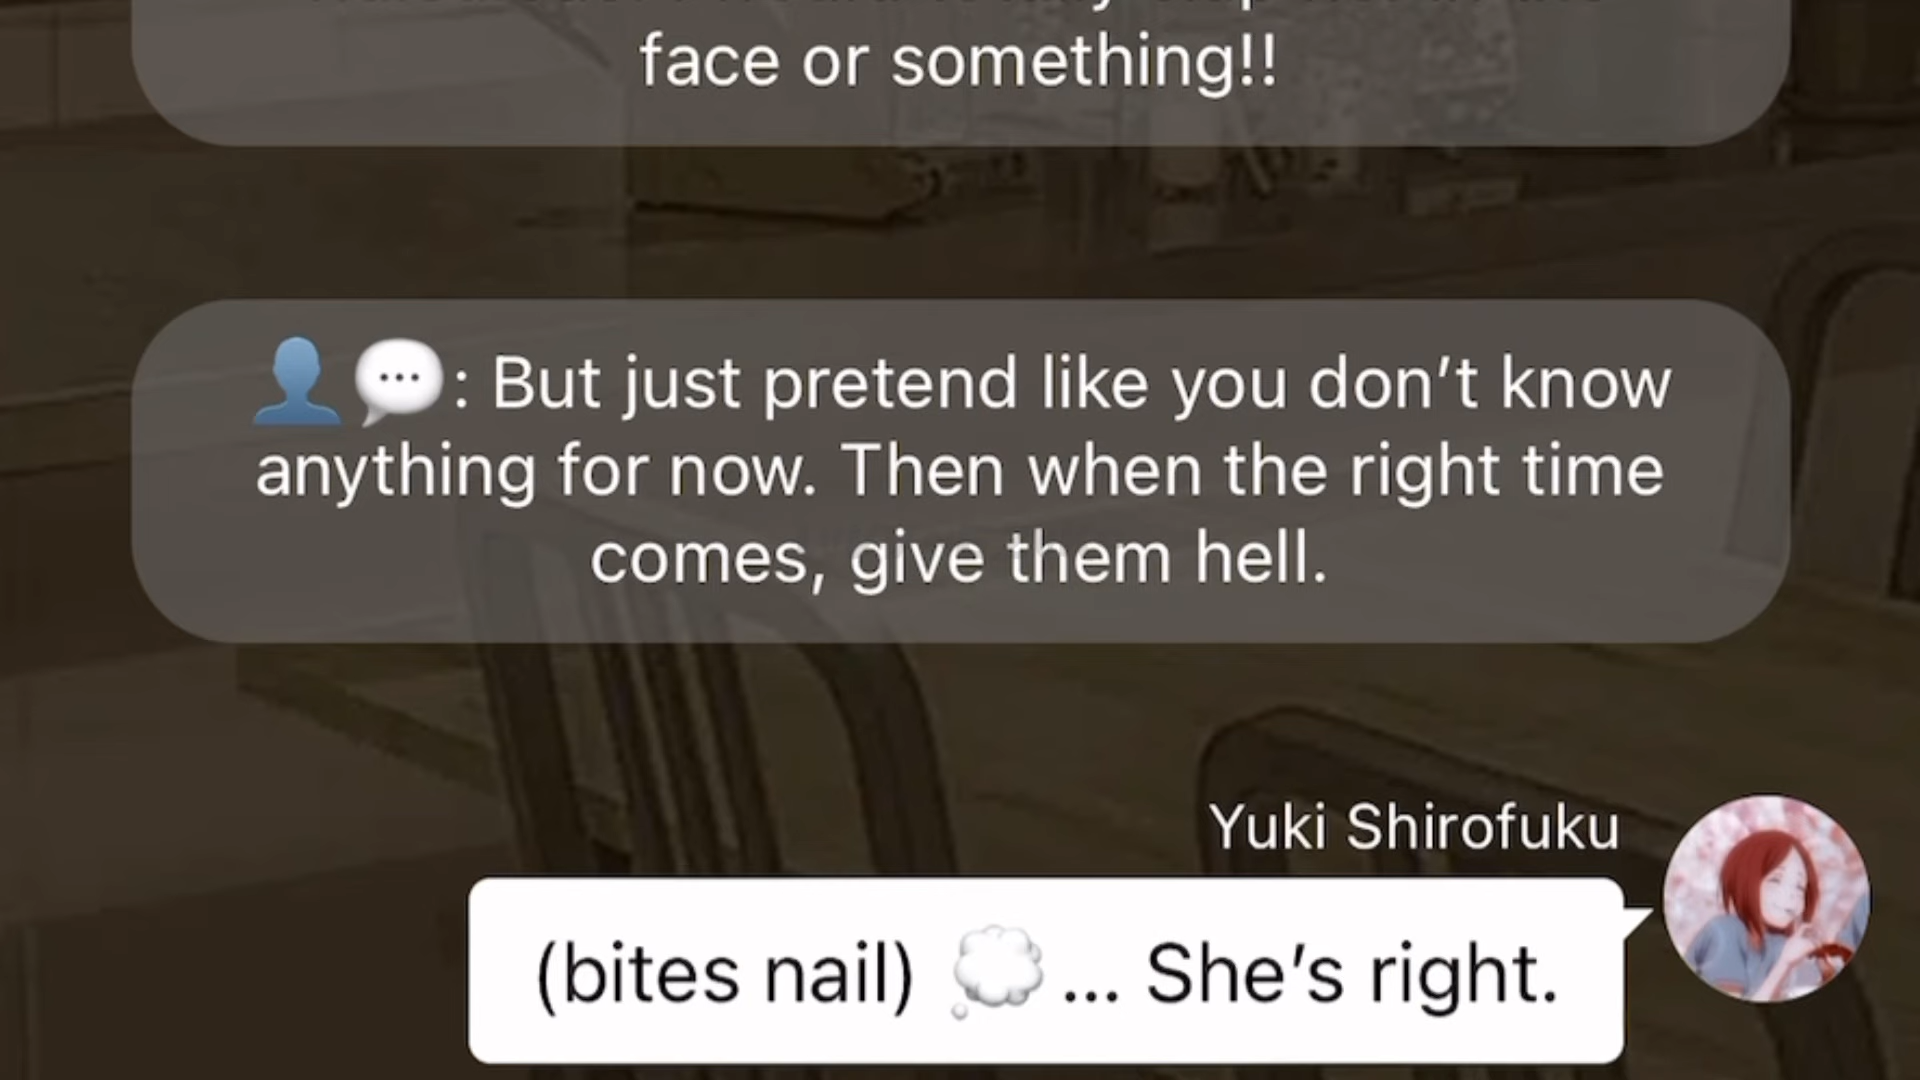 face or something!!
👤💬: But just pretend like you don’t know
anything for now. Then when the right time
comes, give them hell.
Yuki Shirofuku
(bites nail) 💭... She’s right.